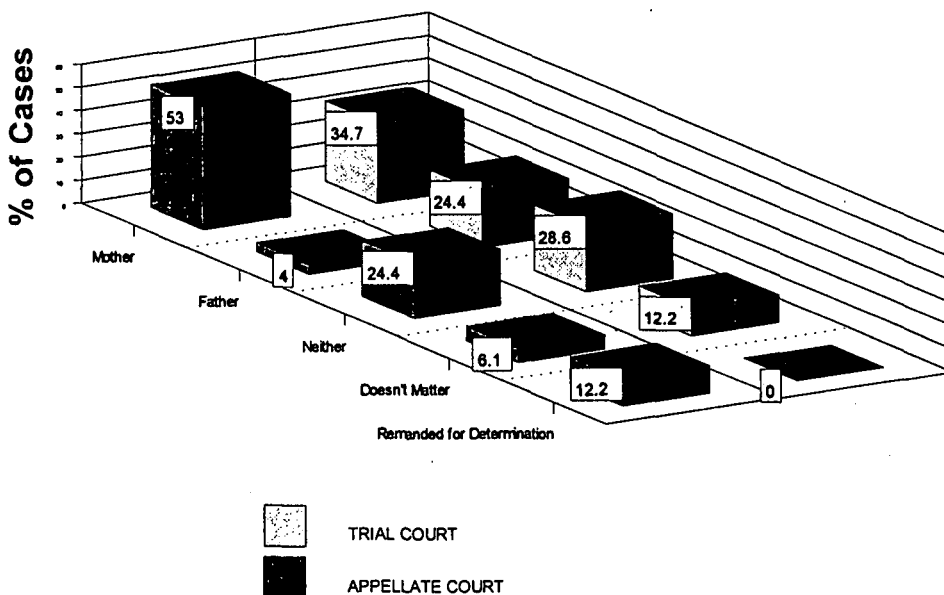 % of Cases
53
34.7
24.4
28.6
12.2
0
4
24.4
6.1
12.2
Mother
Father
Neither
Doesn't Matter
Remanded for Determination
TRIAL COURT
APPELLATE COURT